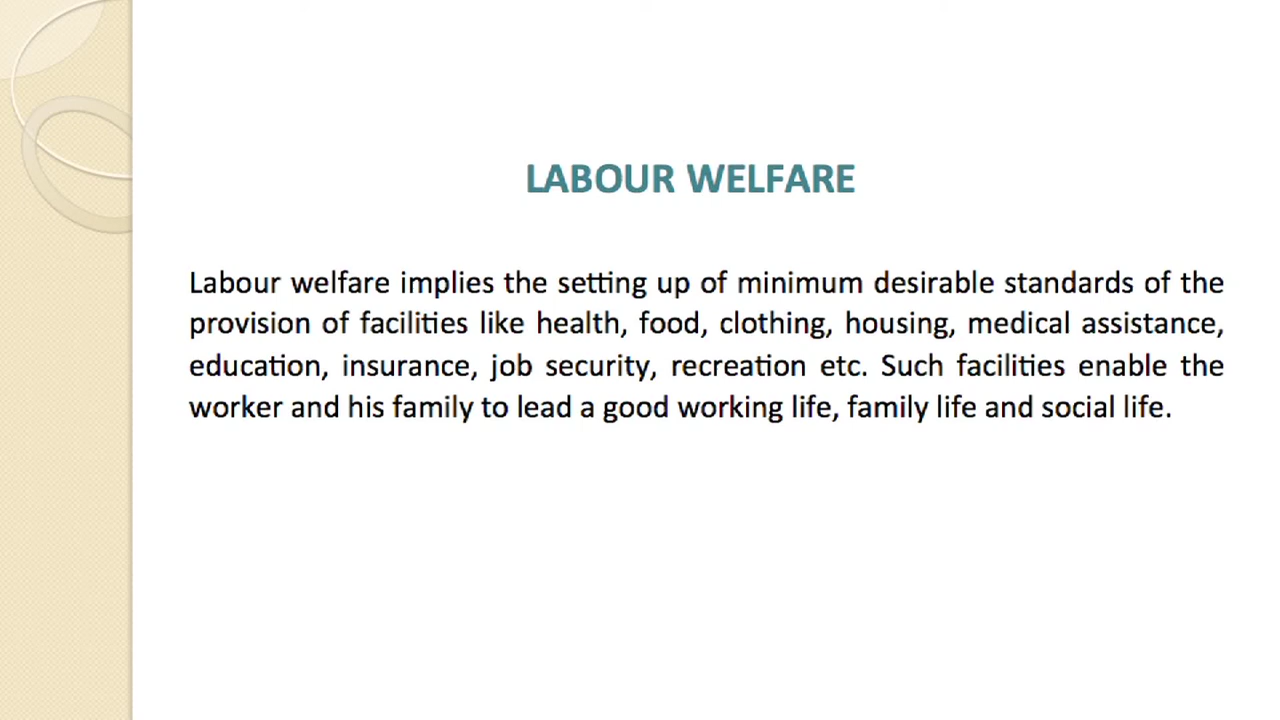 LABOUR WELFARE
Labour welfare implies the setting up of minimum desirable standards of the
provision of facilities like health, food, clothing, housing, medical assistance,
education, insurance, job security, recreation etc. Such facilities enable the
worker and his family to lead a good working life, family life and social life.